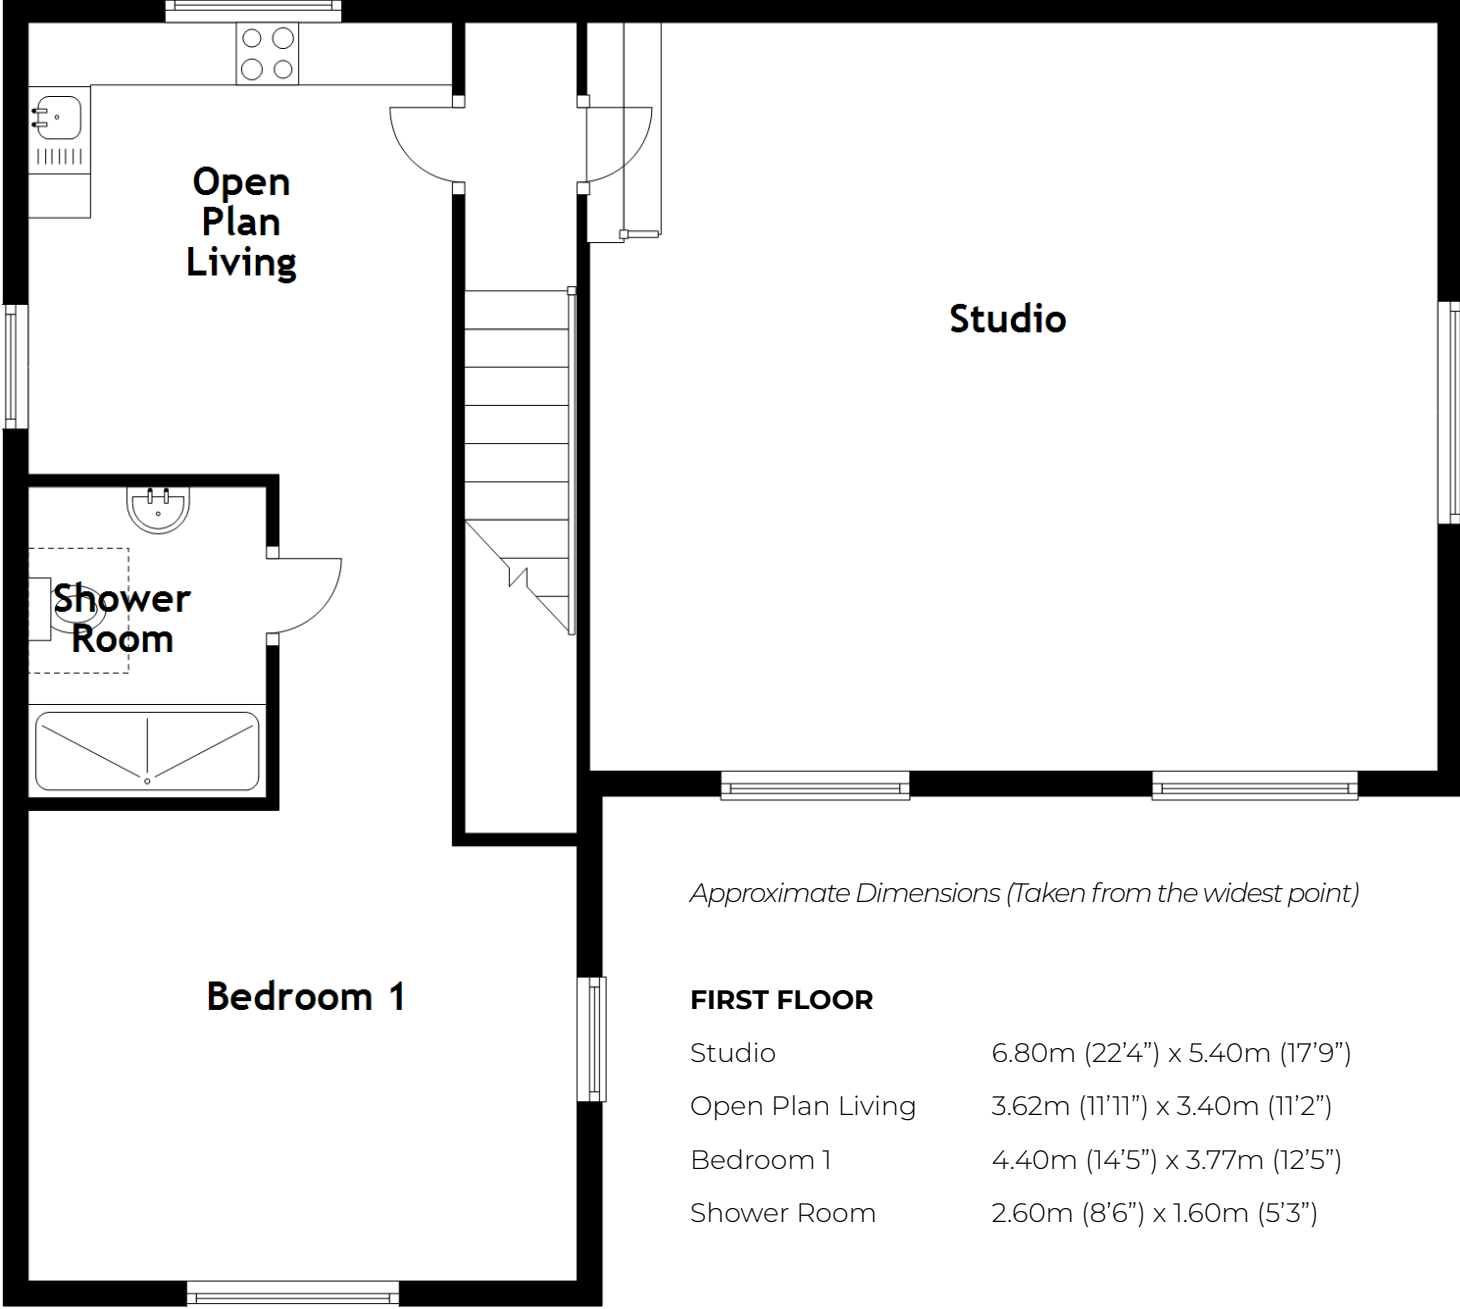 Open
Plan
Living
Studio
Shower
Room
Bedroom 1
Approximate Dimensions (Taken from the widest point)
FIRST FLOOR
Studio 6.80m (22’4”) x 5.40m (17’9”)
Open Plan Living 3.62m (11’11”) x 3.40m (11’2”)
Bedroom 1 4.40m (14’5”) x 3.77m (12’5”)
Shower Room 2.60m (8’6”) x 1.60m (5’3”)